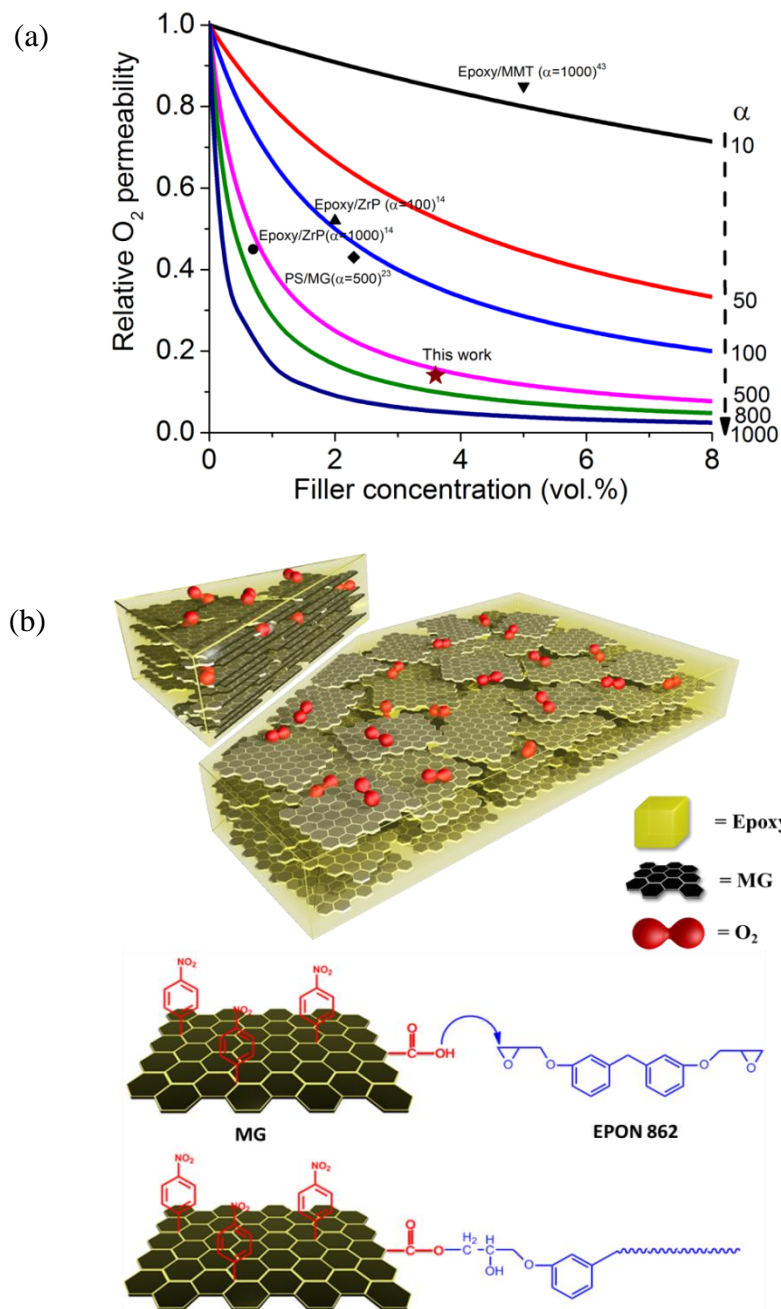 (a)
Relative O₂ permeability
1.0
0.8
0.6
0.4
0.2
0.0
Epoxy/MMT (α=1000)⁴³
Epoxy/ZrP (α=100)¹⁴
Epoxy/ZrP(α=1000)¹⁴
PS/MG(α=500)²³
This work
α
10
50
100
500
800
1000
0 2 4 6 8
Filler concentration (vol.%)
(b)
= Epoxy
= MG
= O₂
NO₂
NO₂
NO₂
O
C
OH
O
O
O
O
MG
EPON 862
NO₂
NO₂
NO₂
O
C
O
H₂
C
H
C
OH
O